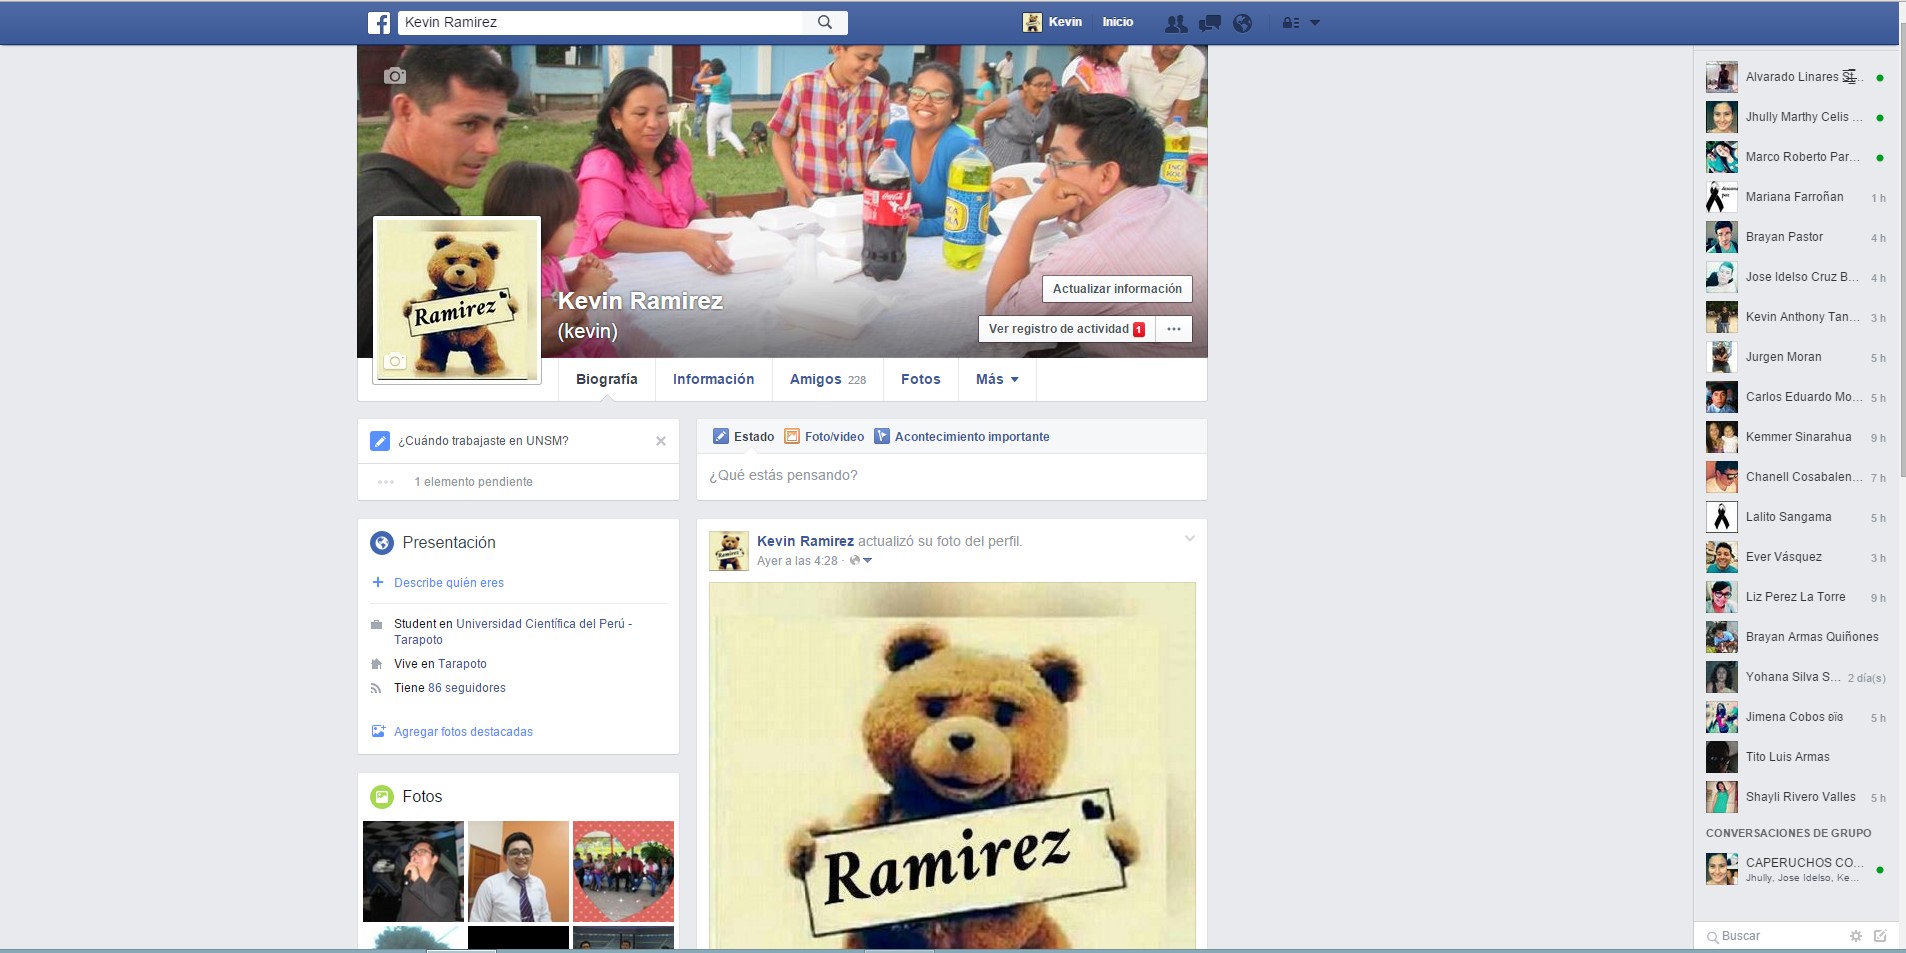 Kevin Ramirez
Kevin
Inicio
Coca-Cola
INCA
KOLA
Ramirez
Kevin Ramirez
(kevin)
Actualizar información
Ver registro de actividad 1
Biografía
Información
Amigos 228
Fotos
Más
¿Cuándo trabajaste en UNSM?
1 elemento pendiente
Presentación
Describe quién eres
Student en Universidad Científica del Perú -
Tarapoto
Vive en Tarapoto
Tiene 86 seguidores
Agregar fotos destacadas
Fotos
Estado
Foto/video
Acontecimiento importante
¿Qué estás pensando?
Kevin Ramirez actualizó su foto del perfil.
Ayer a las 4:28 ·
Ramirez
Alvarado Linares
Jhully Marthy Celis ...
Marco Roberto Par...
Mariana Farroñan 1 h
Brayan Pastor 4 h
Jose Idelso Cruz B... 4 h
Kevin Anthony Tan... 3 h
Jurgen Moran 5 h
Carlos Eduardo Mo... 5 h
Kemmer Sinarahua 9 h
Chanell Cosabalen... 7 h
Lalito Sangama 5 h
Ever Vásquez 3 h
Liz Perez La Torre 9 h
Brayan Armas Quiñones
Yohana Silva S... 2 día(s)
Jimena Cobos ʚïɞ 5 h
Tito Luis Armas
Shayli Rivero Valles 5 h
CONVERSACIONES DE GRUPO
CAPERUCHOS CO...
Jhully, Jose Idelso, Ke...
Buscar